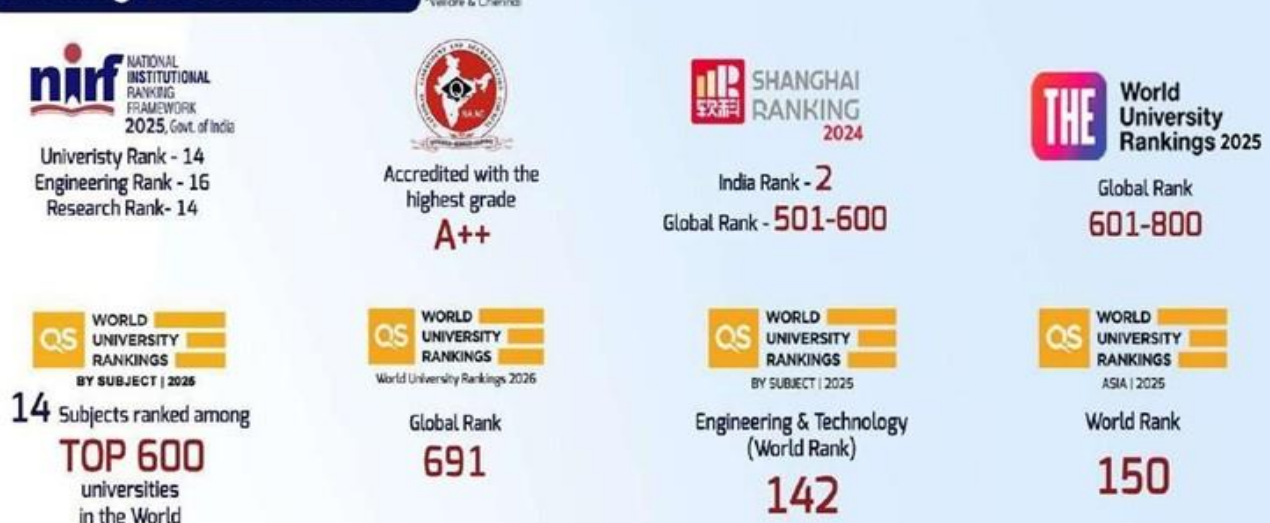 *Vellore & Chennai
nirf
NATIONAL
INSTITUTIONAL
RANKING
FRAMEWORK
2025, Govt. of India
Univeristy Rank - 14
Engineering Rank - 16
Research Rank- 14
Accredited with the
highest grade
A++
软科
SHANGHAI
RANKING
2024
India Rank - 2
Global Rank - 501-600
THE
World
University
Rankings 2025
Global Rank
601-800
QS
WORLD
UNIVERSITY
RANKINGS
BY SUBJECT | 2025
14 Subjects ranked among
TOP 600
universities
in the World
QS
WORLD
UNIVERSITY
RANKINGS
World University Rankings 2026
Global Rank
691
QS
WORLD
UNIVERSITY
RANKINGS
BY SUBJECT | 2025
Engineering & Technology
(World Rank)
142
QS
WORLD
UNIVERSITY
RANKINGS
ASIA | 2025
World Rank
150